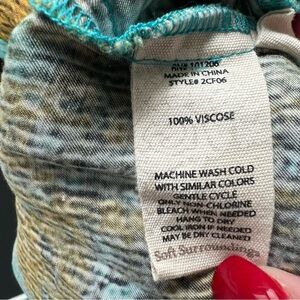 RN# 101206
MADE IN CHINA
STYLE# 2CF06
100% VISCOSE
MACHINE WASH COLD
WITH SIMILAR COLORS
GENTLE CYCLE
ONLY NON-CHLORINE
BLEACH WHEN NEEDED
HANG TO DRY
COOL IRON IF NEEDED
MAY BE DRY CLEANED
Soft Surroundings